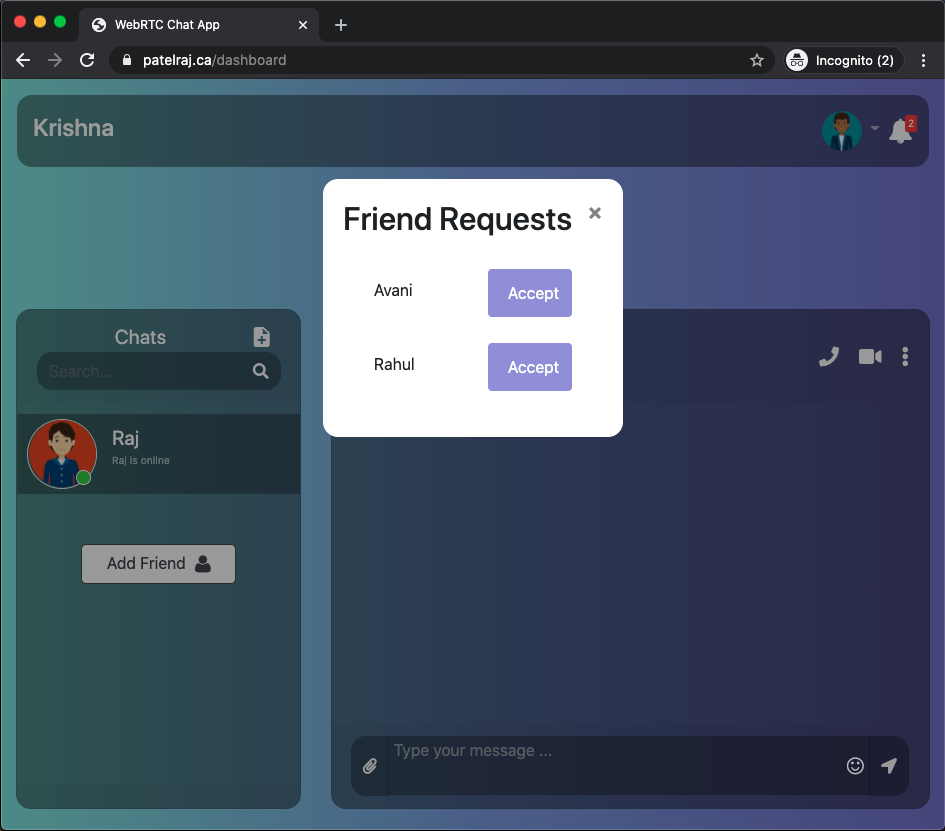 WebRTC Chat App
patelraj.ca/dashboard
Incognito (2)
Krishna
2
Friend Requests
Avani
Accept
Rahul
Accept
Chats
Search...
Raj
Raj is online
Add Friend
Type your message ...